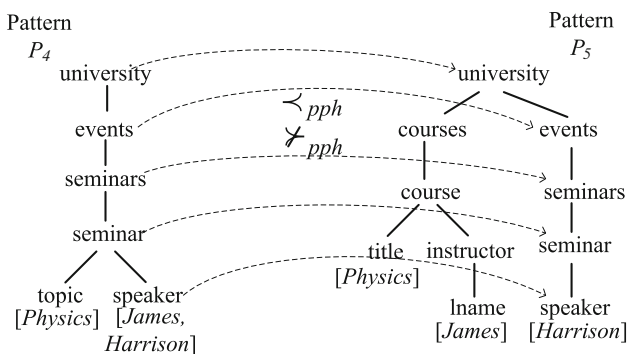 Pattern
P4
university
events
seminars
seminar
topic
[Physics]
speaker
[James,
Harrison]
≺pph
⊀pph
Pattern
P5
university
courses
events
course
seminars
title
[Physics]
instructor
seminar
lname
[James]
speaker
[Harrison]